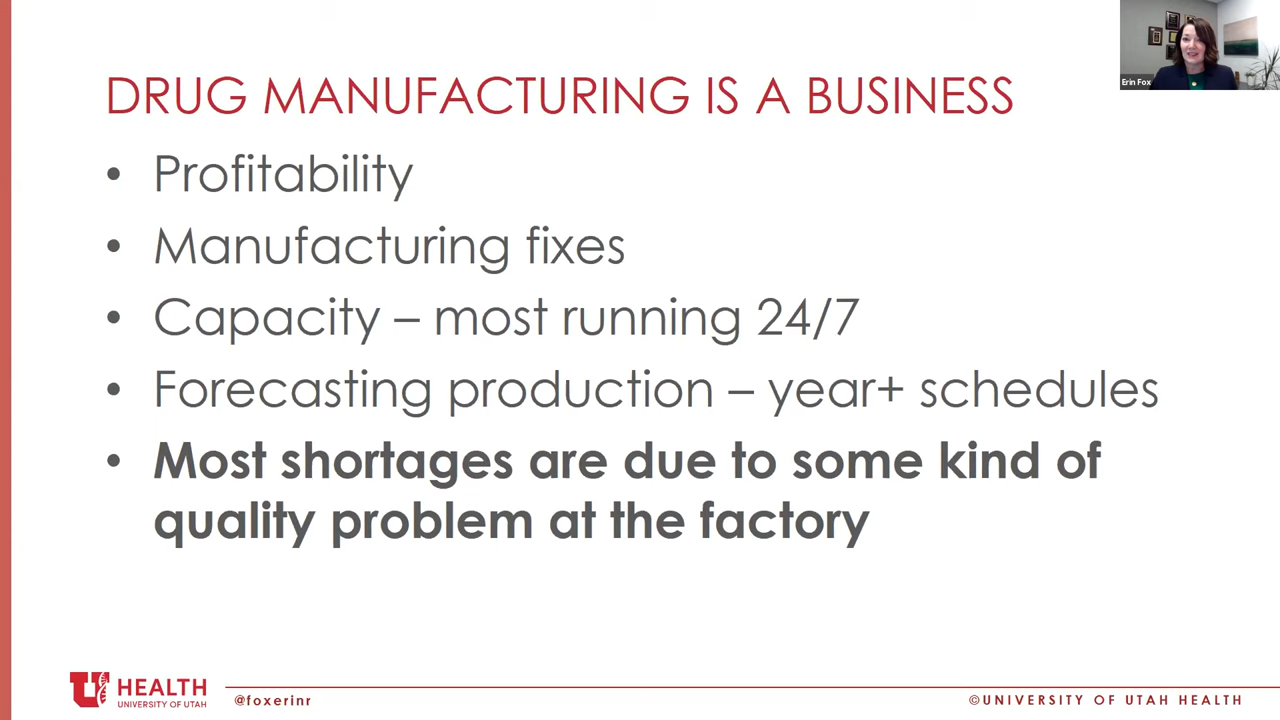 Erin Fox
DRUG MANUFACTURING IS A BUSINESS
• Profitability
• Manufacturing fixes
• Capacity – most running 24/7
• Forecasting production – year+ schedules
• Most shortages are due to some kind of
quality problem at the factory
U HEALTH
UNIVERSITY OF UTAH
@foxerinr
©UNIVERSITY OF UTAH HEALTH